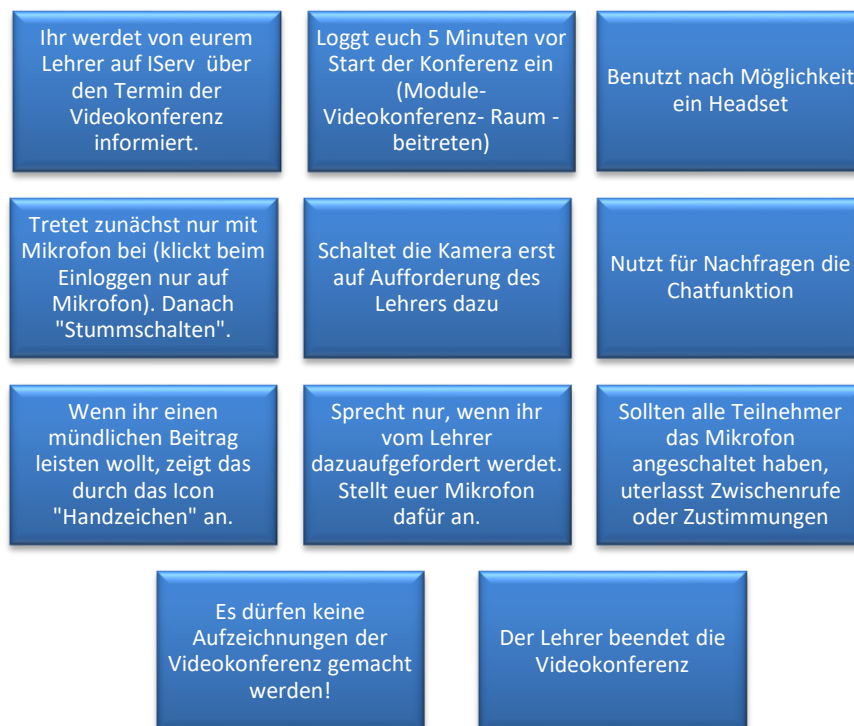 Ihr werdet von eurem
Lehrer auf IServ über
den Termin der
Videokonferenz
informiert.
Loggt euch 5 Minuten vor
Start der Konferenz ein
(Module-
Videokonferenz- Raum -
beitreten)
Benutzt nach Möglichkeit
ein Headset
Tretet zunächst nur mit
Mikrofon bei (klickt beim
Einloggen nur auf
Mikrofon). Danach
"Stummschalten".
Schaltet die Kamera erst
auf Aufforderung des
Lehrers dazu
Nutzt für Nachfragen die
Chatfunktion
Wenn ihr einen
mündlichen Beitrag
leisten wollt, zeigt das
durch das Icon
"Handzeichen" an.
Sprecht nur, wenn ihr
vom Lehrer
dazuaufgefordert werdet.
Stellt euer Mikrofon
dafür an.
Sollten alle Teilnehmer
das Mikrofon
angeschaltet haben,
uterlasst Zwischenrufe
oder Zustimmungen
Es dürfen keine
Aufzeichnungen der
Videokonferenz gemacht
werden!
Der Lehrer beendet die
Videokonferenz